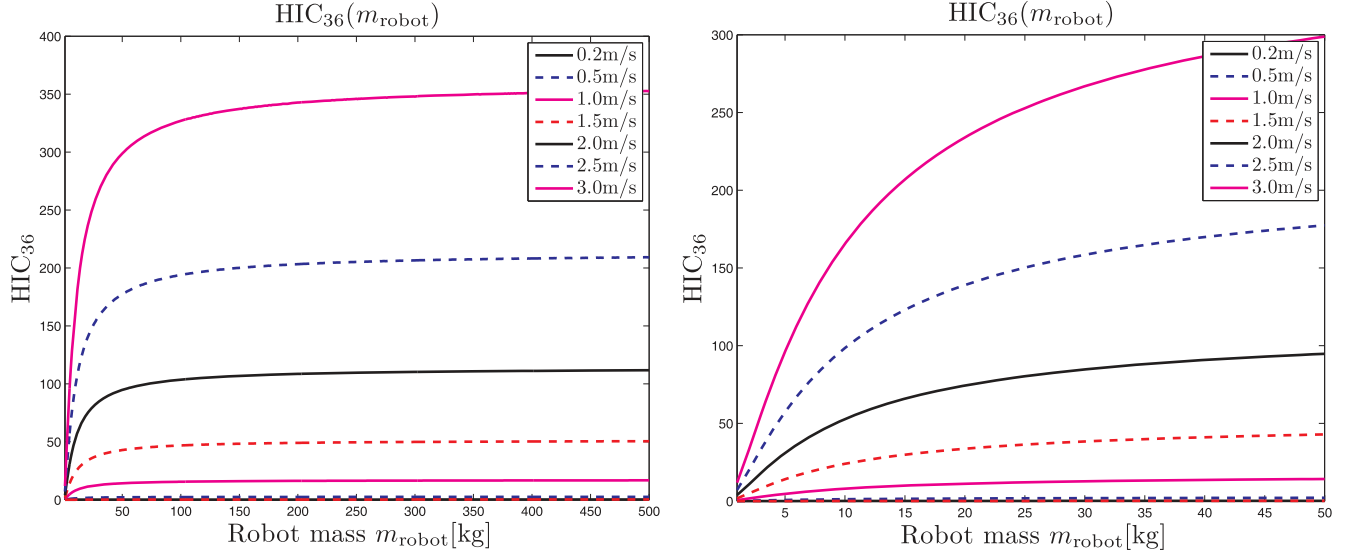 HIC36(mrobot)
400
350
300
250
200
150
100
50
0
HIC36
50 100 150 200 250 300 350 400 450 500
Robot mass mrobot[kg]
0.2m/s
0.5m/s
1.0m/s
1.5m/s
2.0m/s
2.5m/s
3.0m/s
HIC36(mrobot)
300
250
200
150
100
50
0
HIC36
5 10 15 20 25 30 35 40 45 50
Robot mass mrobot[kg]
0.2m/s
0.5m/s
1.0m/s
1.5m/s
2.0m/s
2.5m/s
3.0m/s